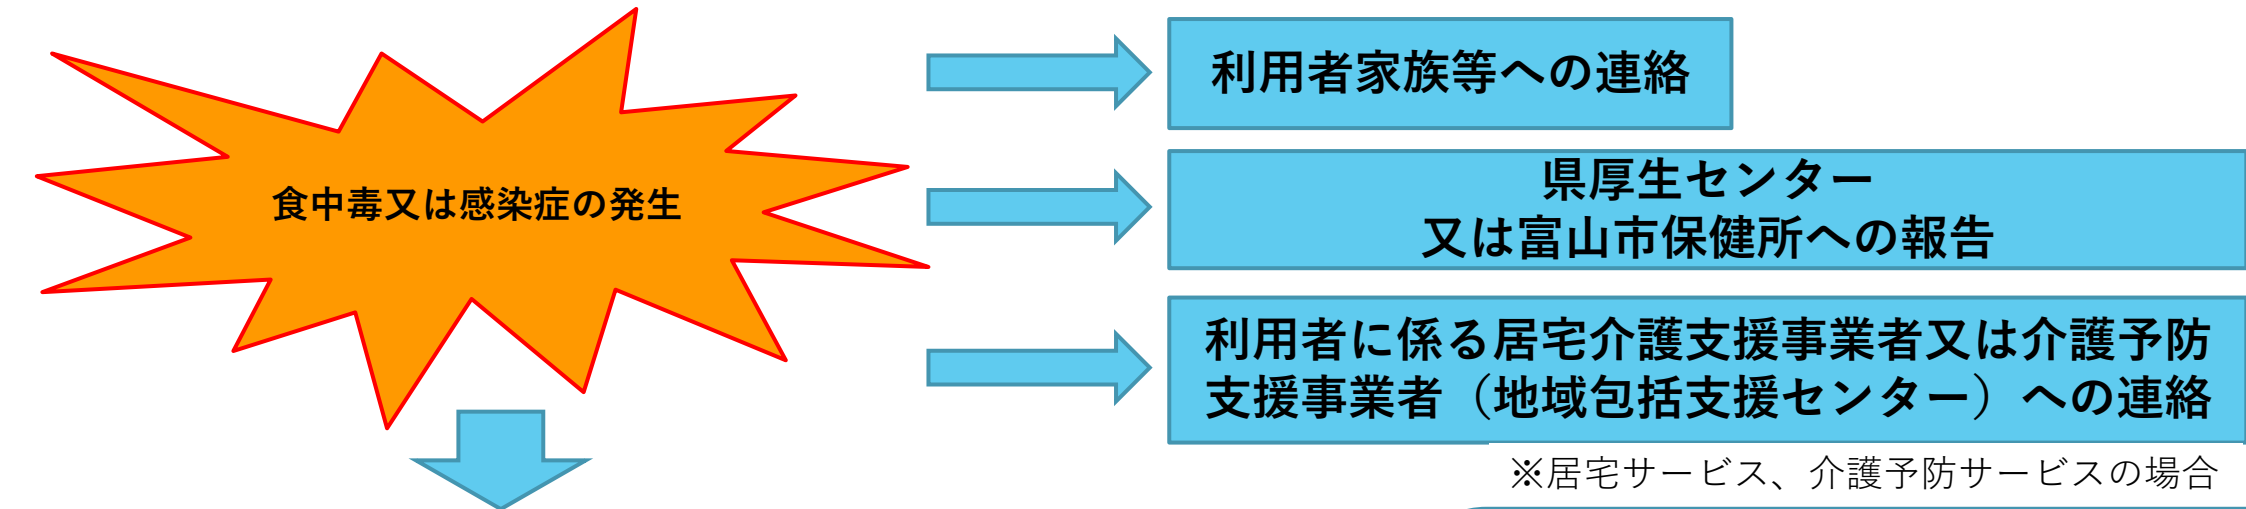 食中毒又は感染症の発生
利用者家族等への連絡
県厚生センター
又は富山市保健所への報告
利用者に係る居宅介護支援事業者又は介護予防
支援事業者（地域包括支援センター）への連絡
※居宅サービス、介護予防サービスの場合